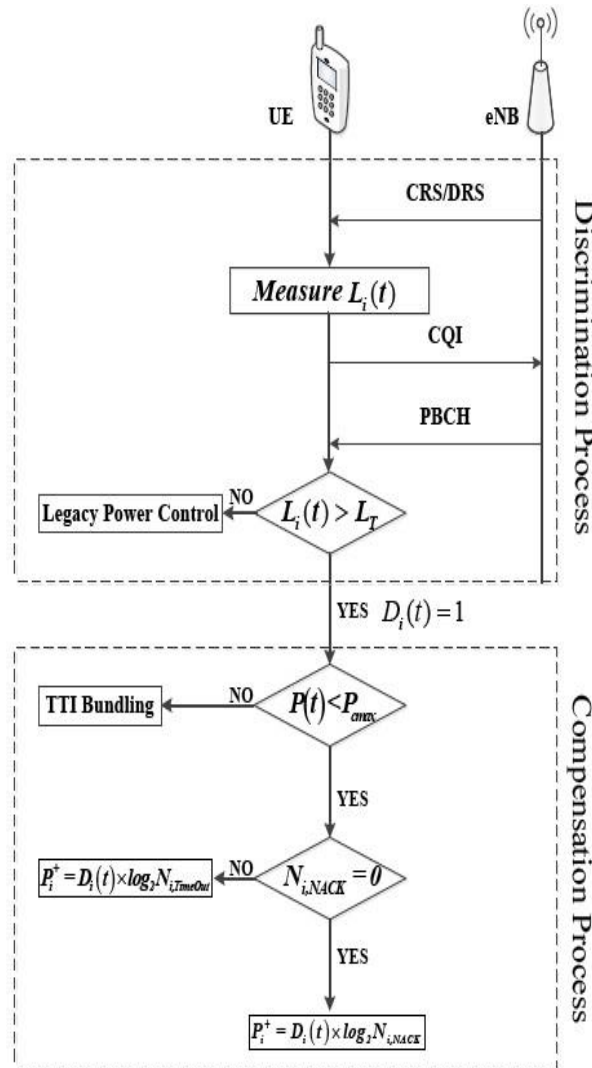 UE
eNB
CRS/DRS
Measure L_i(t)
CQI
PBCH
L_i(t) > L_T
NO
Legacy Power Control
Discrimination Process
YES D_i(t) = 1
P(t) < P_cmax
NO
TTI Bundling
YES
N_i,NACK = 0
NO
P_i^+ = D_i(t) × log_2 N_i,TimeOut
YES
P_i^+ = D_i(t) × log_2 N_i,NACK
Compensation Process